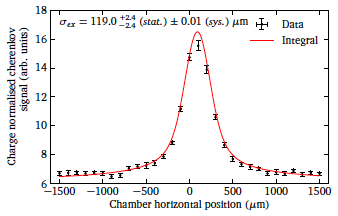 σex = 119.0 +2.4 −2.4 (stat.) ± 0.01 (sys.) μm
Data
Integral
Charge normalised cherenkov
signal (arb. units)
18
16
14
12
10
8
6
−1500 −1000 −500 0 500 1000 1500
Chamber horizontal position (μm)